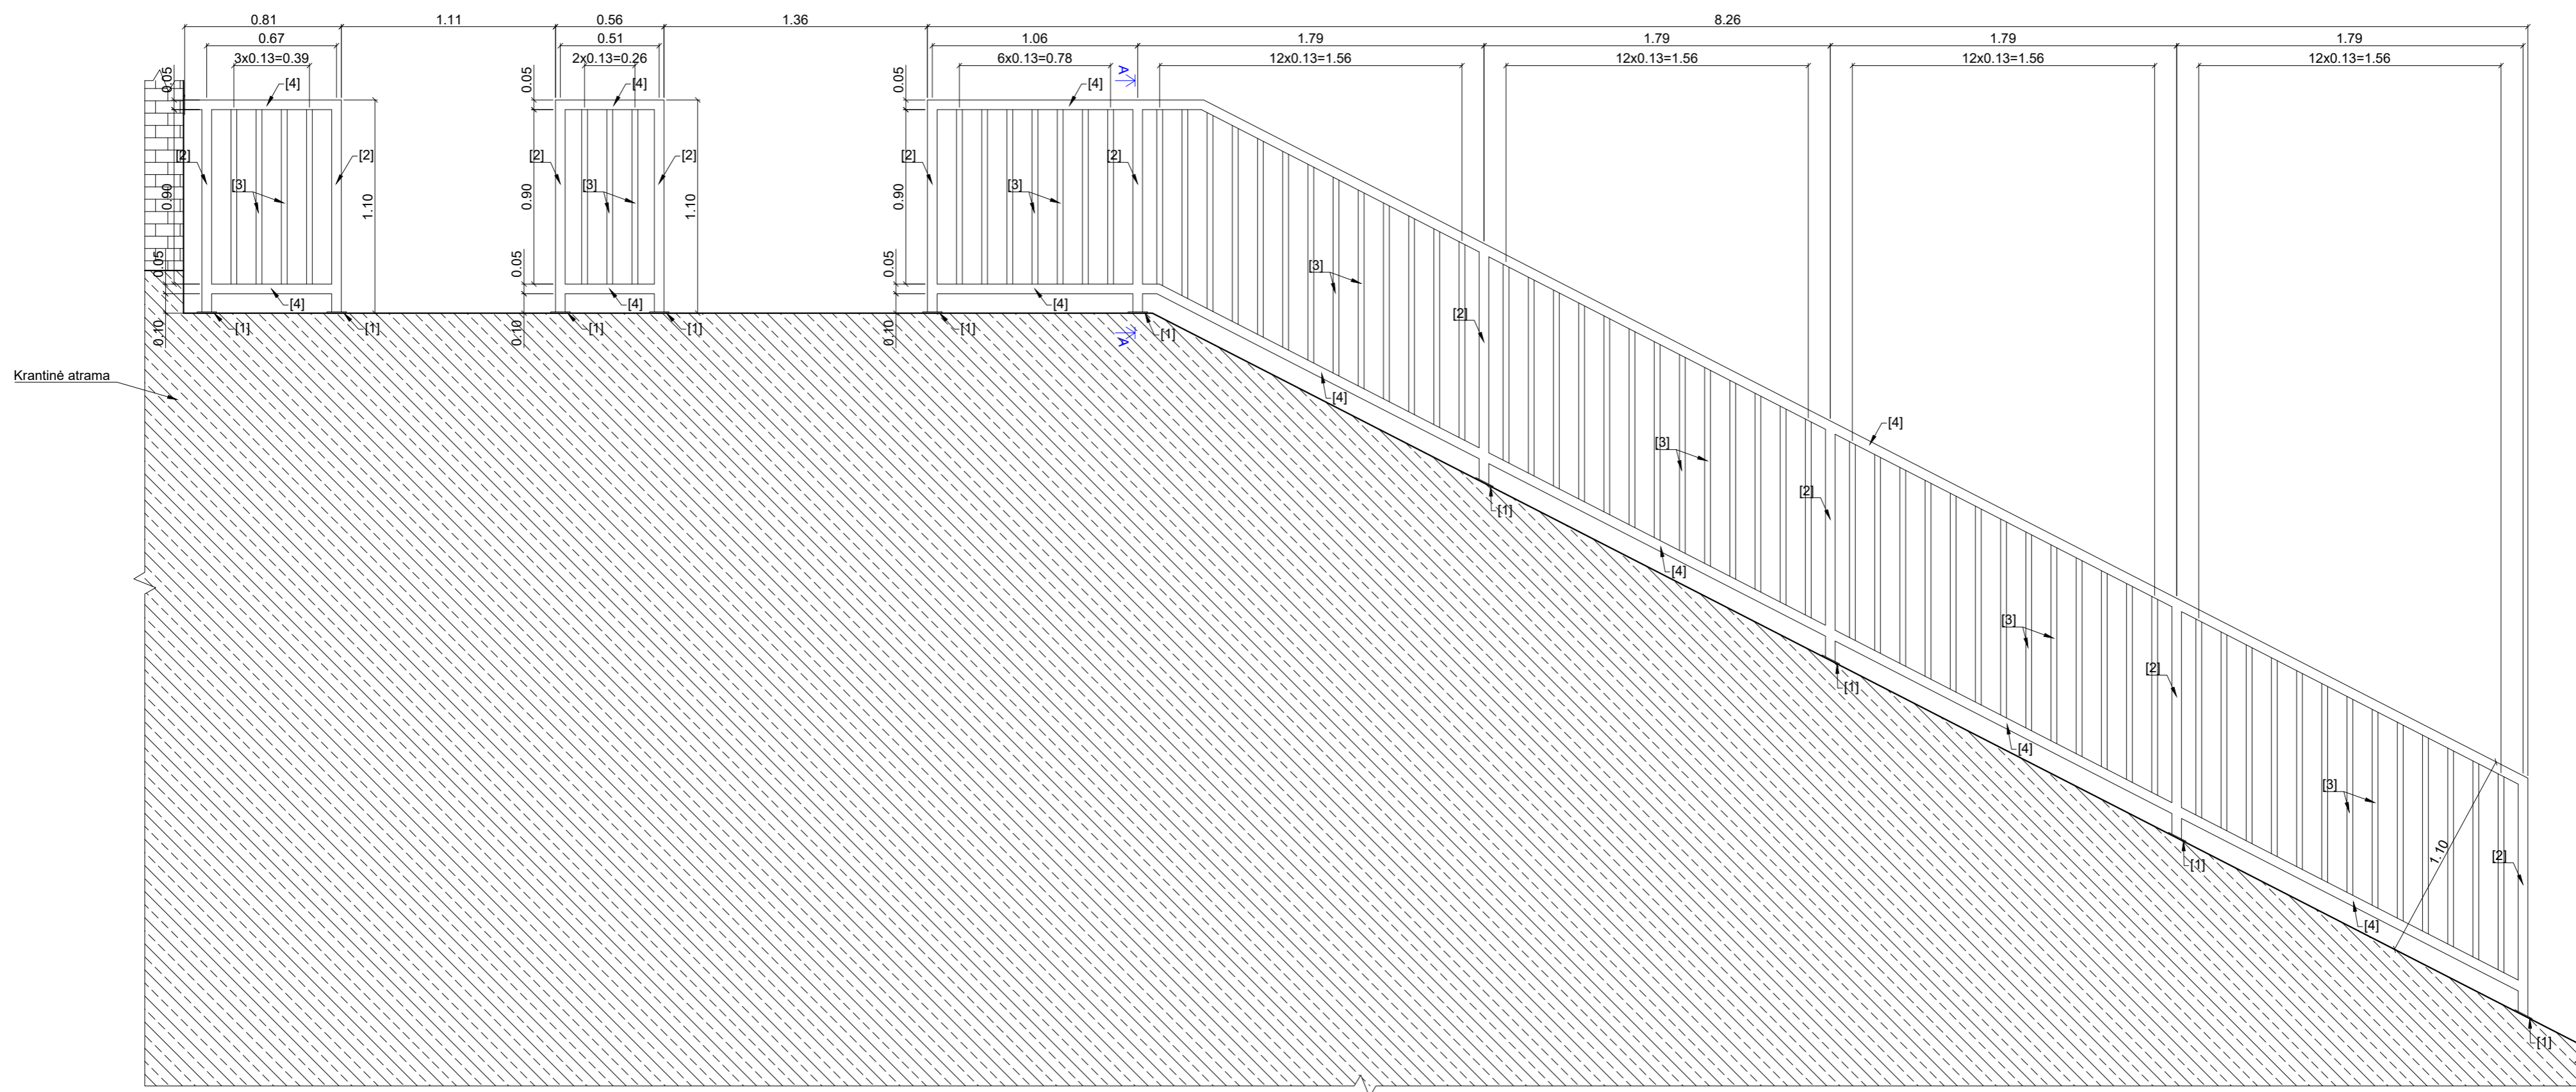 0.81 1.11 0.56 1.36 8.26
0.67 0.51 1.06 1.79 1.79 1.79 1.79
3x0.13=0.39 2x0.13=0.26 6x0.13=0.78 12x0.13=1.56 12x0.13=1.56 12x0.13=1.56 12x0.13=1.56
A
0.05 0.05 0.05
[4] [4] [4]
[2] [2] [2] [2] [2] [2]
[3] [3] [3]
0.90 1.10 0.90 1.10 0.90
0.05 0.05 0.05
[3]
[4] [4] [4]
[2]
0.10 [1] [1] 0.10 [1] [1] 0.10 [1] [1]
A
Krantinė atrama
[4]
[4]
[3]
[2]
[1]
[4]
[3]
[2]
[1]
[4]
[3]
1.10
[2]
[1]
[4]
[1]